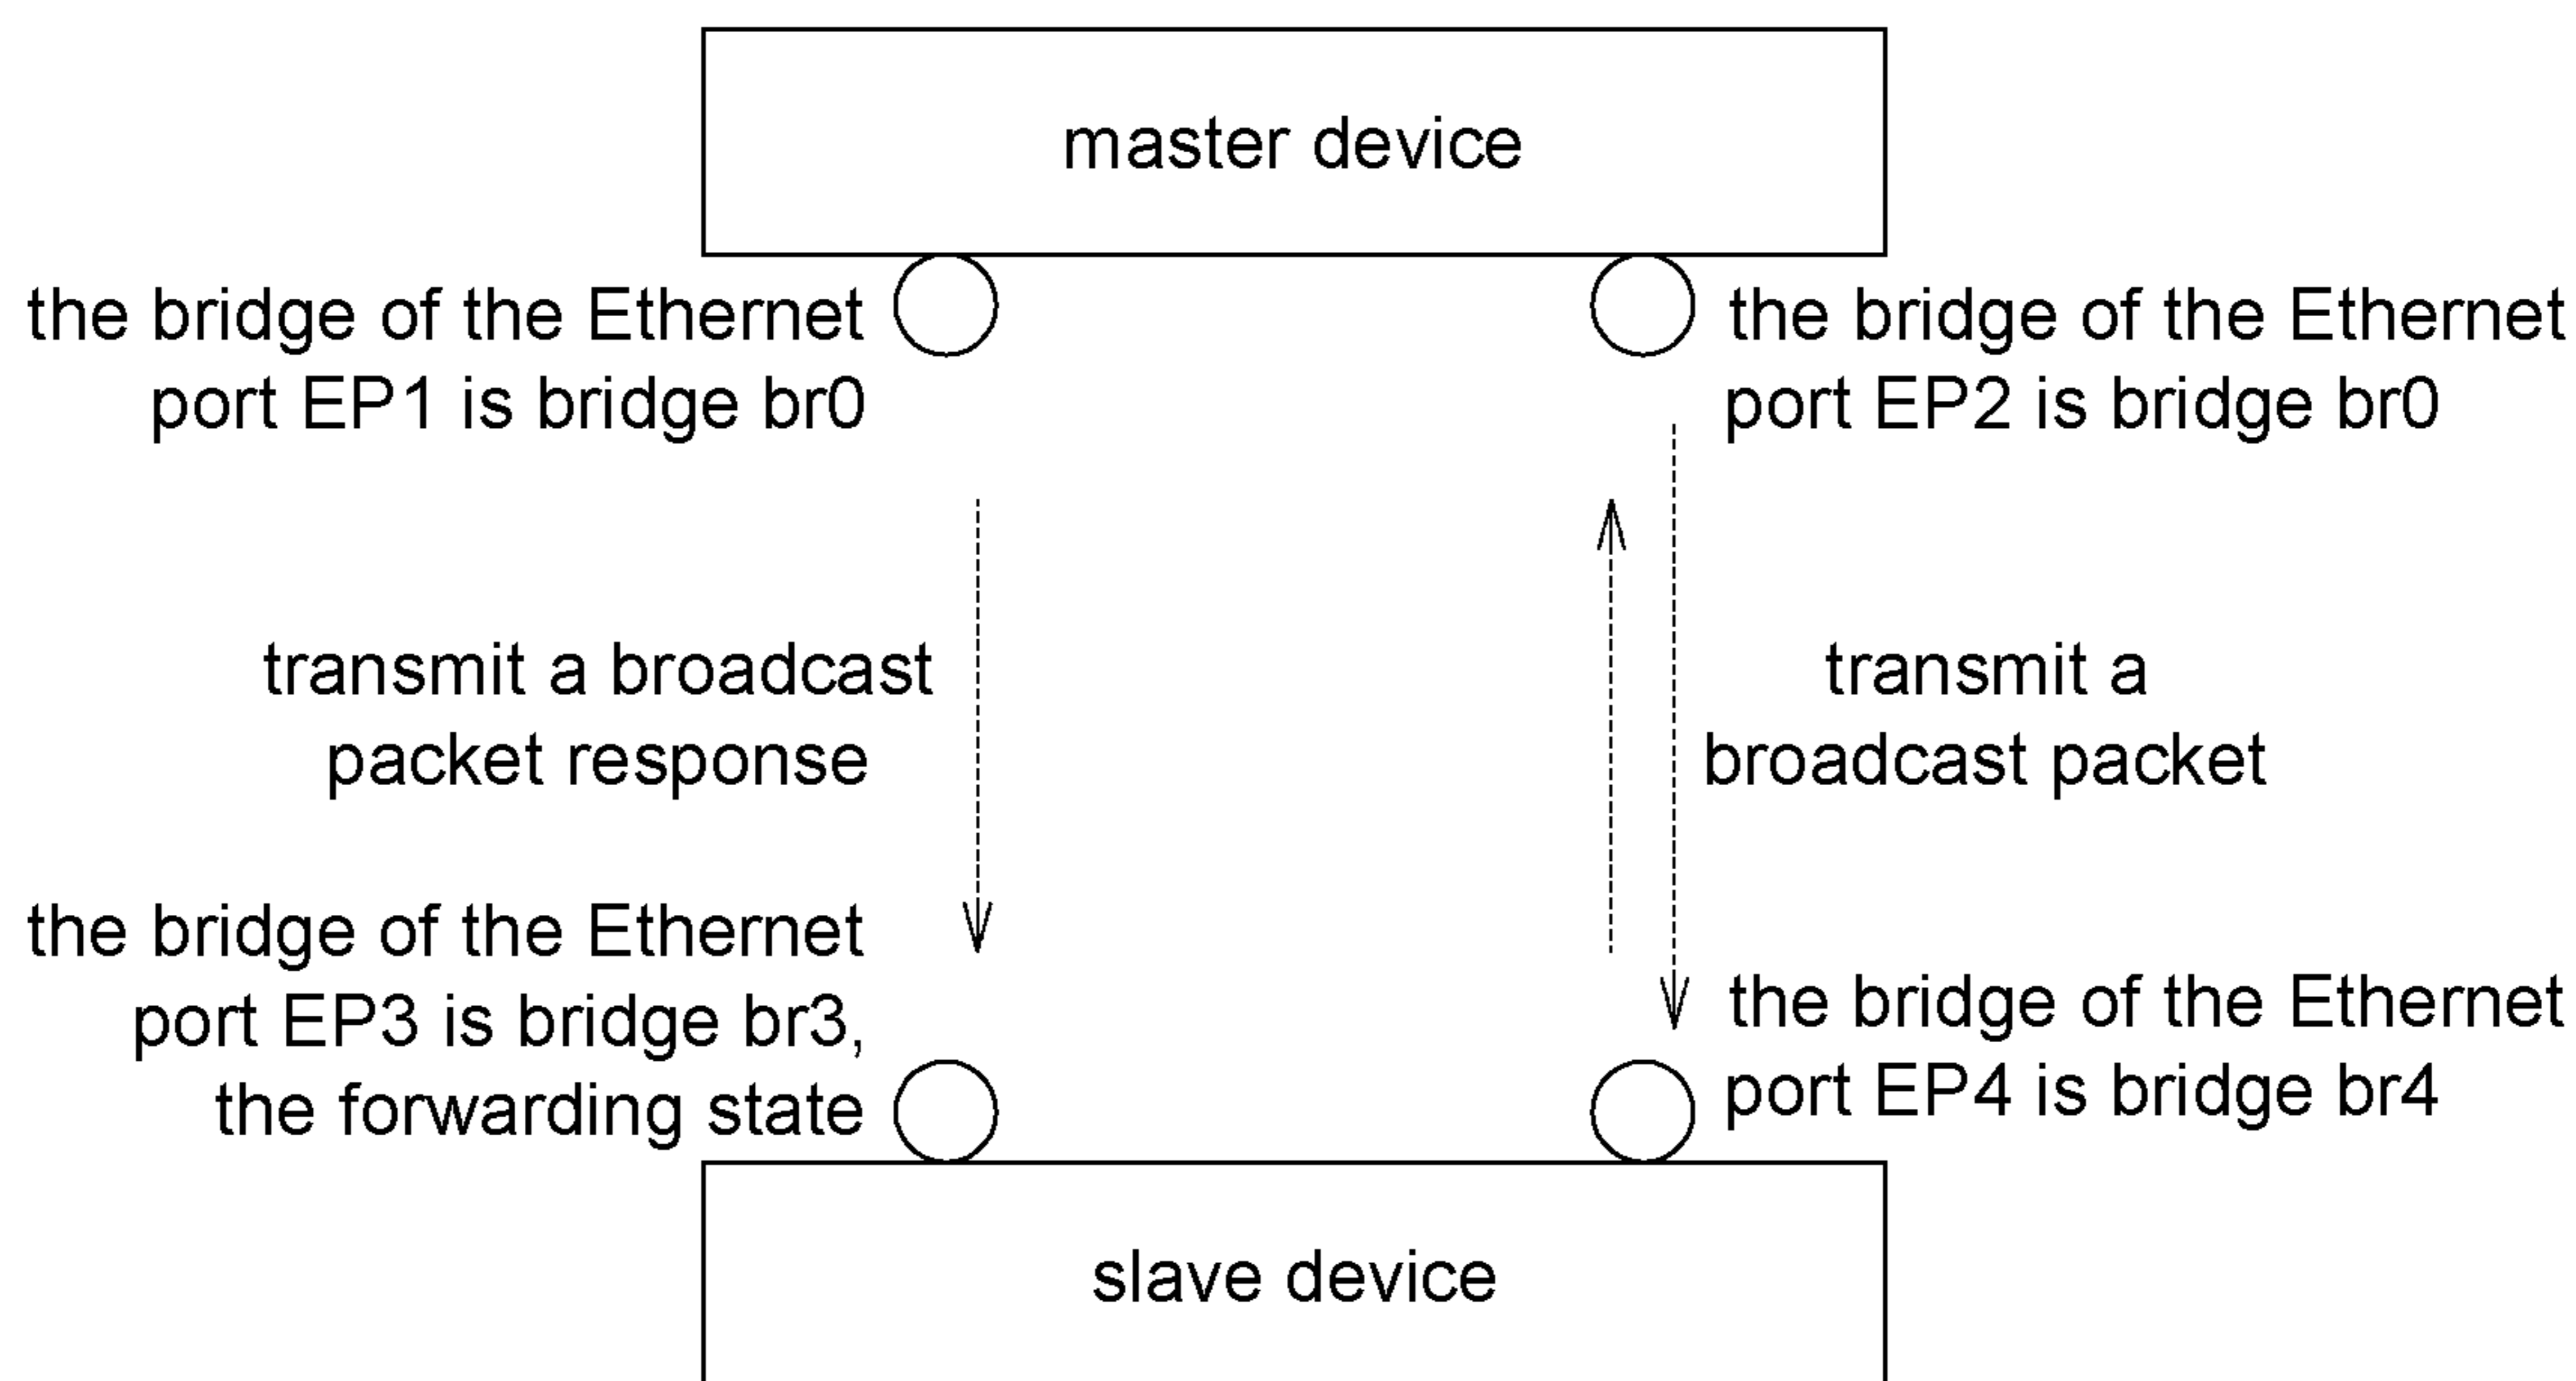 master device
the bridge of the Ethernet
port EP1 is bridge br0
the bridge of the Ethernet
port EP2 is bridge br0
transmit a broadcast
packet response
transmit a
broadcast packet
the bridge of the Ethernet
port EP3 is bridge br3,
the forwarding state
the bridge of the Ethernet
port EP4 is bridge br4
slave device